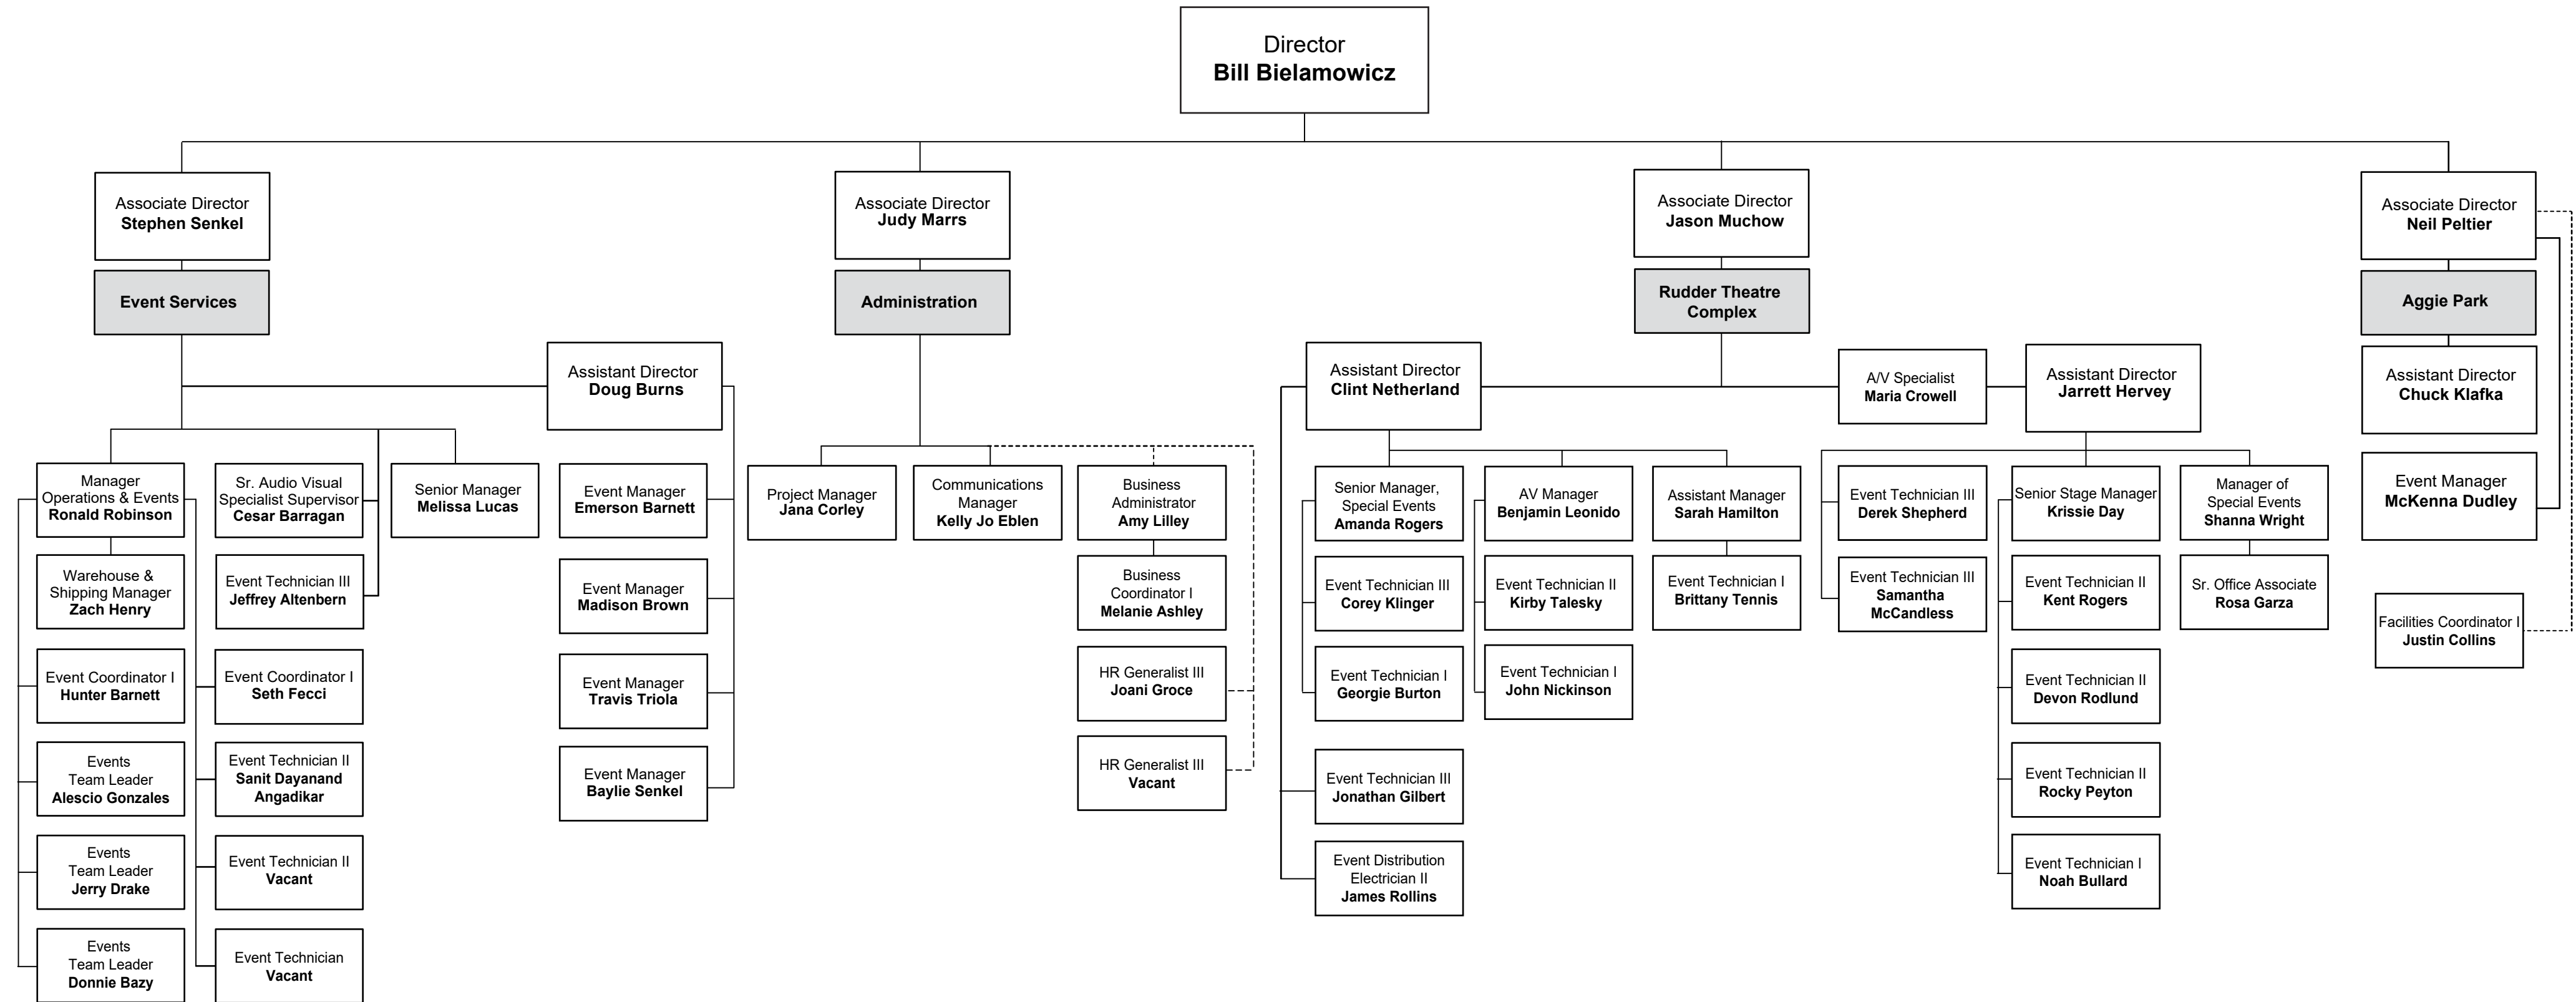 Director
Bill Bielamowicz
Associate Director
Stephen Senkel
Event Services
Associate Director
Judy Marrs
Administration
Associate Director
Jason Muchow
Rudder Theatre
Complex
Associate Director
Neil Peltier
Aggie Park
Assistant Director
Doug Burns
Assistant Director
Clint Netherland
A/V Specialist
Maria Crowell
Assistant Director
Jarrett Hervey
Assistant Director
Chuck Klafka
Manager
Operations & Events
Ronald Robinson
Sr. Audio Visual
Specialist Supervisor
Cesar Barragan
Senior Manager
Melissa Lucas
Event Manager
Emerson Barnett
Project Manager
Jana Corley
Communications
Manager
Kelly Jo Eblen
Business
Administrator
Amy Lilley
Senior Manager,
Special Events
Amanda Rogers
AV Manager
Benjamin Leonido
Assistant Manager
Sarah Hamilton
Event Technician III
Derek Shepherd
Senior Stage Manager
Krissie Day
Manager of
Special Events
Shanna Wright
Event Manager
McKenna Dudley
Warehouse &
Shipping Manager
Zach Henry
Event Technician III
Jeffrey Altenbern
Event Manager
Madison Brown
Business
Coordinator I
Melanie Ashley
Event Technician III
Corey Klinger
Event Technician II
Kirby Talesky
Event Technician I
Brittany Tennis
Event Technician III
Samantha
McCandless
Event Technician II
Kent Rogers
Sr. Office Associate
Rosa Garza
Facilities Coordinator I
Justin Collins
Event Coordinator I
Hunter Barnett
Event Coordinator I
Seth Fecci
Event Manager
Travis Triola
HR Generalist III
Joani Groce
Event Technician I
Georgie Burton
Event Technician I
John Nickinson
Event Technician II
Devon Rodlund
Events
Team Leader
Alescio Gonzales
Event Technician II
Sanit Dayanand
Angadikar
Event Manager
Baylie Senkel
HR Generalist III
Vacant
Event Technician III
Jonathan Gilbert
Event Technician II
Rocky Peyton
Events
Team Leader
Jerry Drake
Event Technician II
Vacant
Event Distribution
Electrician II
James Rollins
Event Technician I
Noah Bullard
Events
Team Leader
Donnie Bazy
Event Technician
Vacant